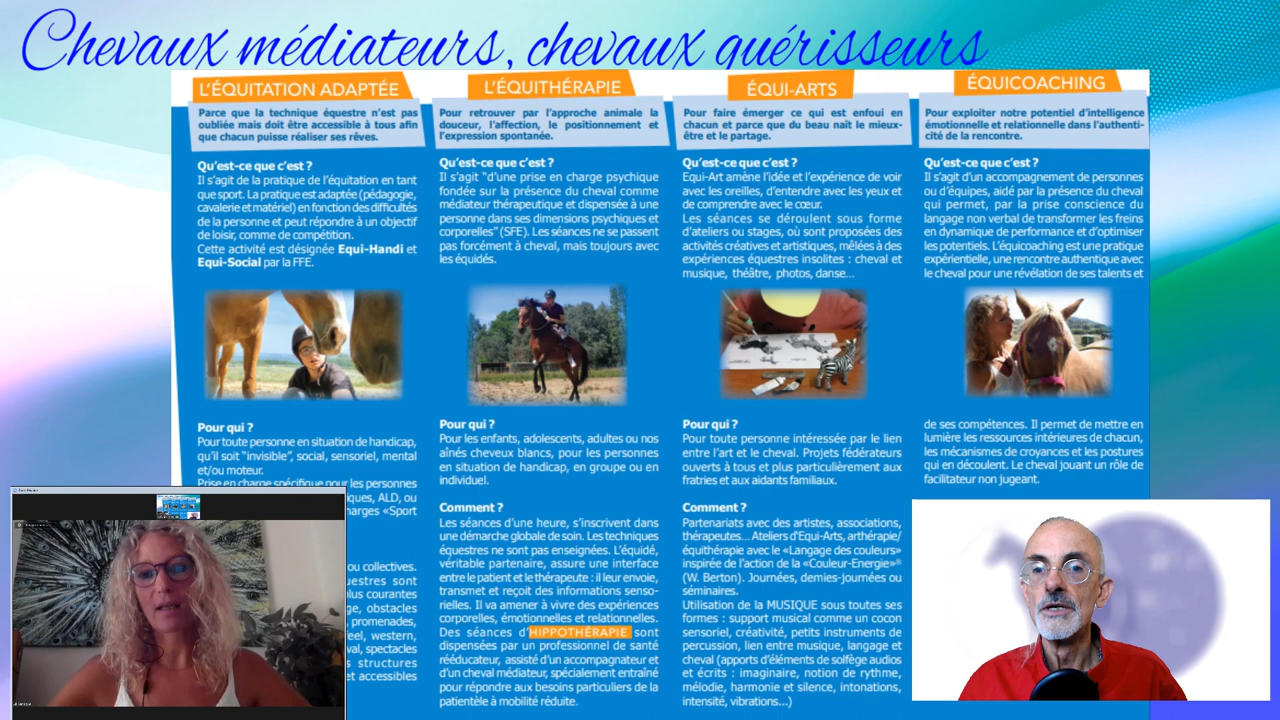 Chevaux médiateurs, chevaux guérisseurs
L'ÉQUITATION ADAPTÉE
Parce que la technique équestre n'est pas
oubliée mais doit être accessible à tous afin
que chacun puisse réaliser ses rêves.
Qu'est-ce que c'est ?
Il s'agit de la pratique de l'équitation en tant
que sport. La pratique est adaptée (pédagogie,
cavalerie et matériel) en fonction des difficultés
de la personne et peut répondre à un objectif
de loisir, comme de compétition.
Cette activité est désignée Equi-Handi et
Equi-Social par la FFE.
Pour qui ?
Pour toute personne en situation de handicap,
qu'il soit "invisible", social, sensoriel, mental
et/ou moteur.
Prise en charge spécifique pour les personnes
iques, ALD, ou
harges «Sport
ou collectives.
uestres sont
plus courantes
ge, obstacles
, promenades,
feel, western,
val, spectacles
s structures
et accessibles
L'ÉQUITHÉRAPIE
Pour retrouver par l'approche animale la
douceur, l'affection, le positionnement et
l'expression spontanée.
Qu'est-ce que c'est ?
Il s'agit "d'une prise en charge psychique
fondée sur la présence du cheval comme
médiateur thérapeutique et dispensée à une
personne dans ses dimensions psychiques et
corporelles" (SFE). Les séances ne se passent
pas forcément à cheval, mais toujours avec
les équidés.
Pour qui ?
Pour les enfants, adolescents, adultes ou nos
aînés cheveux blancs, pour les personnes
en situation de handicap, en groupe ou en
individuel.
Comment ?
Les séances d'une heure, s'inscrivent dans
une démarche globale de soin. Les techniques
équestres ne sont pas enseignées. L'équidé,
véritable partenaire, assure une interface
entre le patient et le thérapeute : il leur envoie,
transmet et reçoit des informations senso-
rielles. Il va amener à vivre des expériences
corporelles, émotionnelles et relationnelles.
Des séances d'HIPPOTHÉRAPIE sont
dispensées par un professionnel de santé
rééducateur, assisté d'un accompagnateur et
d'un cheval médiateur, spécialement entraîné
pour répondre aux besoins particuliers de la
patientèle à mobilité réduite.
ÉQUI-ARTS
Pour faire émerger ce qui est enfoui en
chacun et parce que du beau naît le mieux-
être et le partage.
Qu'est-ce que c'est ?
Equi-Art amène l'idée et l'expérience de voir
avec les oreilles, d'entendre avec les yeux et
de comprendre avec le cœur.
Les séances se déroulent sous forme
d'ateliers ou stages, où sont proposées des
activités créatives et artistiques, mêlées à des
expériences équestres insolites : cheval et
musique, théâtre, photos, danse...
Pour qui ?
Pour toute personne intéressée par le lien
entre l'art et le cheval. Projets fédérateurs
ouverts à tous et plus particulièrement aux
fratries et aux aidants familiaux.
Comment ?
Partenariats avec des artistes, associations,
thérapeutes... Ateliers d'Equi-Arts, arthérapie/
équithérapie avec le «Langage des couleurs»
inspirée de l'action de la «Couleur-Energie»®
(W. Berton). Journées, demies-journées ou
séminaires.
Utilisation de la MUSIQUE sous toutes ses
formes : support musical comme un cocon
sensoriel, créativité, petits instruments de
percussion, lien entre musique, langage et
cheval (apports d'éléments de solfège audios
et écrits : imaginaire, notion de rythme,
mélodie, harmonie et silence, intonations,
intensité, vibrations...)
ÉQUICOACHING
Pour exploiter notre potentiel d'intelligence
émotionnelle et relationnelle dans l'authenti-
cité de la rencontre.
Qu'est-ce que c'est ?
Il s'agit d'un accompagnement de personnes
ou d'équipes, aidé par la présence du cheval
qui permet, par la prise conscience du
langage non verbal de transformer les freins
en dynamique de performance et d'optimiser
les potentiels. L'équicoaching est une pratique
expérientielle, une rencontre authentique avec
le cheval pour une révélation de ses talents et
de ses compétences. Il permet de mettre en
lumière les ressources intérieures de chacun,
les mécanismes de croyances et les postures
qui en découlent. Le cheval jouant un rôle de
facilitateur non jugeant.